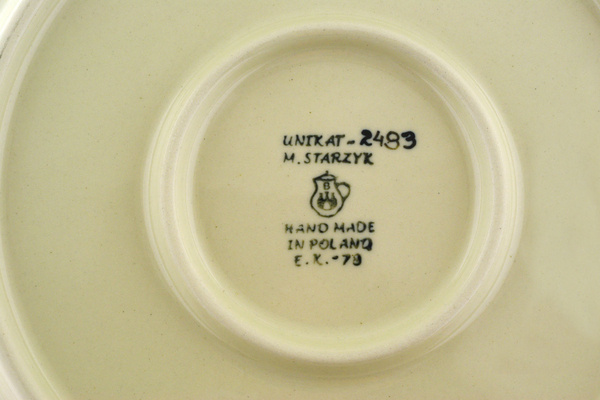 UNIKAT-2483
M. STARZYK
B
HAND MADE
IN POLAND
E.K.-79